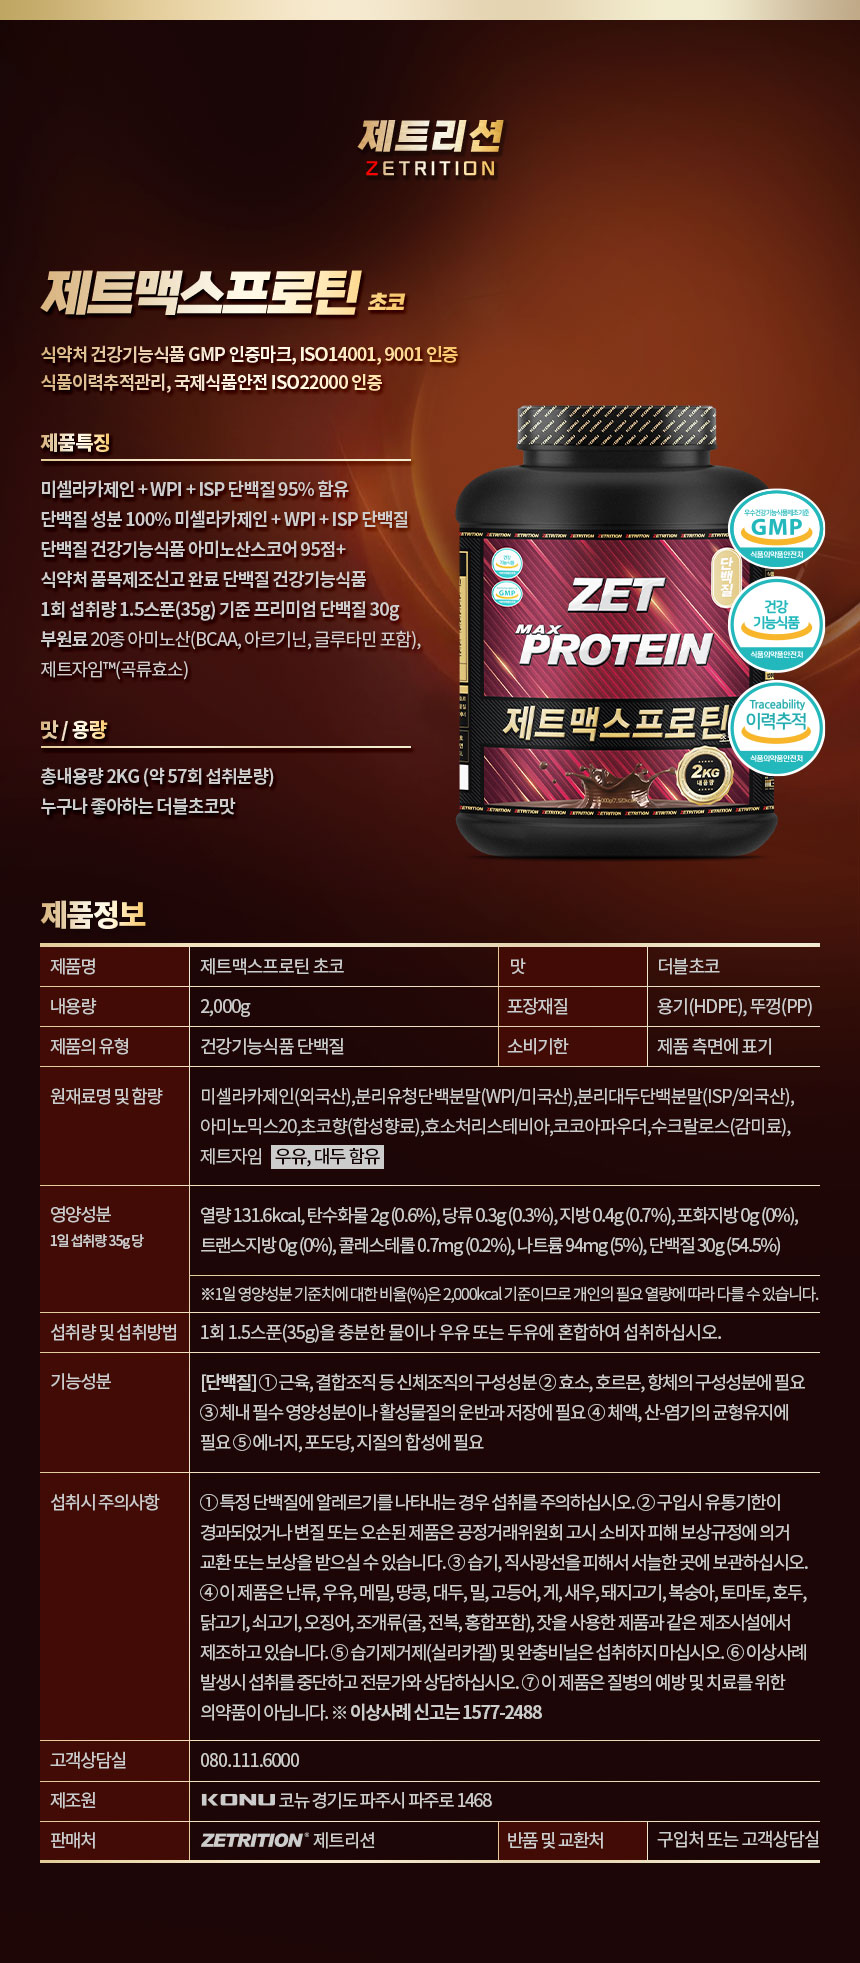 제트리션
ZETRITION
제트맥스프로틴 초코
식약처 건강기능식품 GMP 인증마크, ISO14001, 9001 인증
식품이력추적관리, 국제식품안전 ISO22000 인증
제품특징
미셀라카제인 + WPI + ISP 단백질 95% 함유
단백질 성분 100% 미셀라카제인 + WPI + ISP 단백질
단백질 건강기능식품 아미노산스코어 95점+
식약처 품목제조신고 완료 단백질 건강기능식품
1회 섭취량 1.5스푼(35g) 기준 프리미엄 단백질 30g
부원료 20종 아미노산(BCAA, 아르기닌, 글루타민 포함),
제트자임™(곡류효소)
맛 / 용량
총내용량 2KG (약 57회 섭취분량)
누구나 좋아하는 더블초코맛
단백질
ZET
MAX
PROTEIN
제트맥스프로틴
2KG
내용량
우수건강기능식품제조기준
GMP
식품의약품안전처
건강
기능식품
식품의약품안전처
Traceability
이력추적
식품의약품안전처
제품정보
제품명 제트맥스프로틴 초코 맛 더블초코
내용량 2,000g 포장재질 용기(HDPE), 뚜껑(PP)
제품의 유형 건강기능식품 단백질 소비기한 제품 측면에 표기
원재료명 및 함량 미셀라카제인(외국산),분리유청단백분말(WPI/미국산),분리대두단백분말(ISP/외국산),
아미노믹스20,초코향(합성향료),효소처리스테비아,코코아파우더,수크랄로스(감미료),
제트자임 우유, 대두 함유
영양성분 열량 131.6kcal, 탄수화물 2g (0.6%), 당류 0.3g (0.3%), 지방 0.4g (0.7%), 포화지방 0g (0%),
1일 섭취량 35g 당 트랜스지방 0g (0%), 콜레스테롤 0.7mg (0.2%), 나트륨 94mg (5%), 단백질 30g (54.5%)
※1일 영양성분 기준치에 대한 비율(%)은 2,000kcal 기준이므로 개인의 필요 열량에 따라 다를 수 있습니다.
섭취량 및 섭취방법 1회 1.5스푼(35g)을 충분한 물이나 우유 또는 두유에 혼합하여 섭취하십시오.
기능성분 [단백질] ① 근육, 결합조직 등 신체조직의 구성성분 ② 효소, 호르몬, 항체의 구성성분에 필요
③ 체내 필수 영양성분이나 활성물질의 운반과 저장에 필요 ④ 체액, 산-염기의 균형유지에
필요 ⑤ 에너지, 포도당, 지질의 합성에 필요
섭취시 주의사항 ① 특정 단백질에 알레르기를 나타내는 경우 섭취를 주의하십시오. ② 구입시 유통기한이
경과되었거나 변질 또는 오손된 제품은 공정거래위원회 고시 소비자 피해 보상규정에 의거
교환 또는 보상을 받으실 수 있습니다. ③ 습기, 직사광선을 피해서 서늘한 곳에 보관하십시오.
④ 이 제품은 난류, 우유, 메밀, 땅콩, 대두, 밀, 고등어, 게, 새우, 돼지고기, 복숭아, 토마토, 호두,
닭고기, 쇠고기, 오징어, 조개류(굴, 전복, 홍합포함), 잣을 사용한 제품과 같은 제조시설에서
제조하고 있습니다. ⑤ 습기제거제(실리카겔) 및 완충비닐은 섭취하지 마십시오. ⑥ 이상사례
발생시 섭취를 중단하고 전문가와 상담하십시오. ⑦ 이 제품은 질병의 예방 및 치료를 위한
의약품이 아닙니다. ※ 이상사례 신고는 1577-2488
고객상담실 080.111.6000
제조원 KONU 코뉴 경기도 파주시 파주로 1468
판매처 ZETRITION® 제트리션 반품 및 교환처 구입처 또는 고객상담실